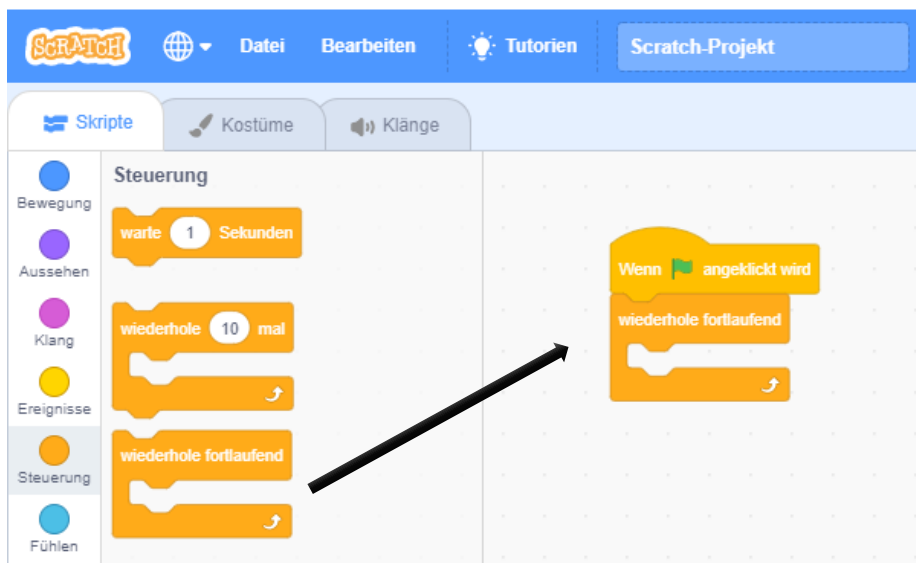 SCRATCH Datei Bearbeiten Tutorien Scratch-Projekt
Skripte Kostüme Klänge
Bewegung
Aussehen
Klang
Ereignisse
Steuerung
Fühlen
Steuerung
warte 1 Sekunden
wiederhole 10 mal
wiederhole fortlaufend
Wenn angeklickt wird
wiederhole fortlaufend